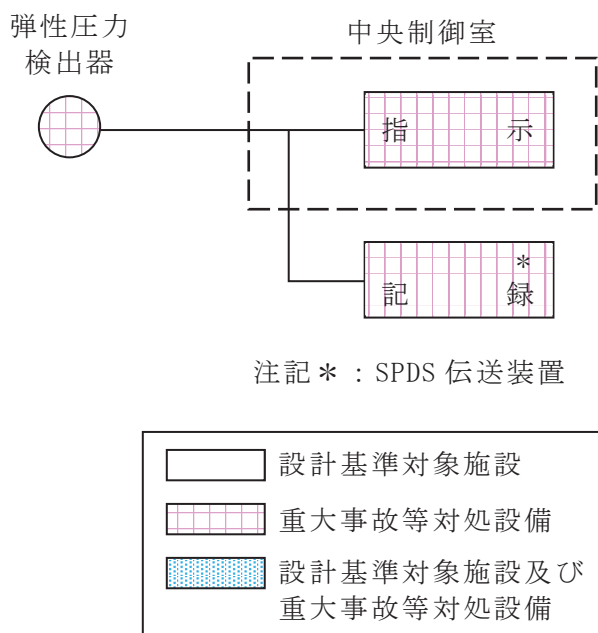 弾性圧力
検出器
中央制御室
指示
記録*
注記*:SPDS 伝送装置
設計基準対象施設
重大事故等対処設備
設計基準対象施設及び
重大事故等対処設備